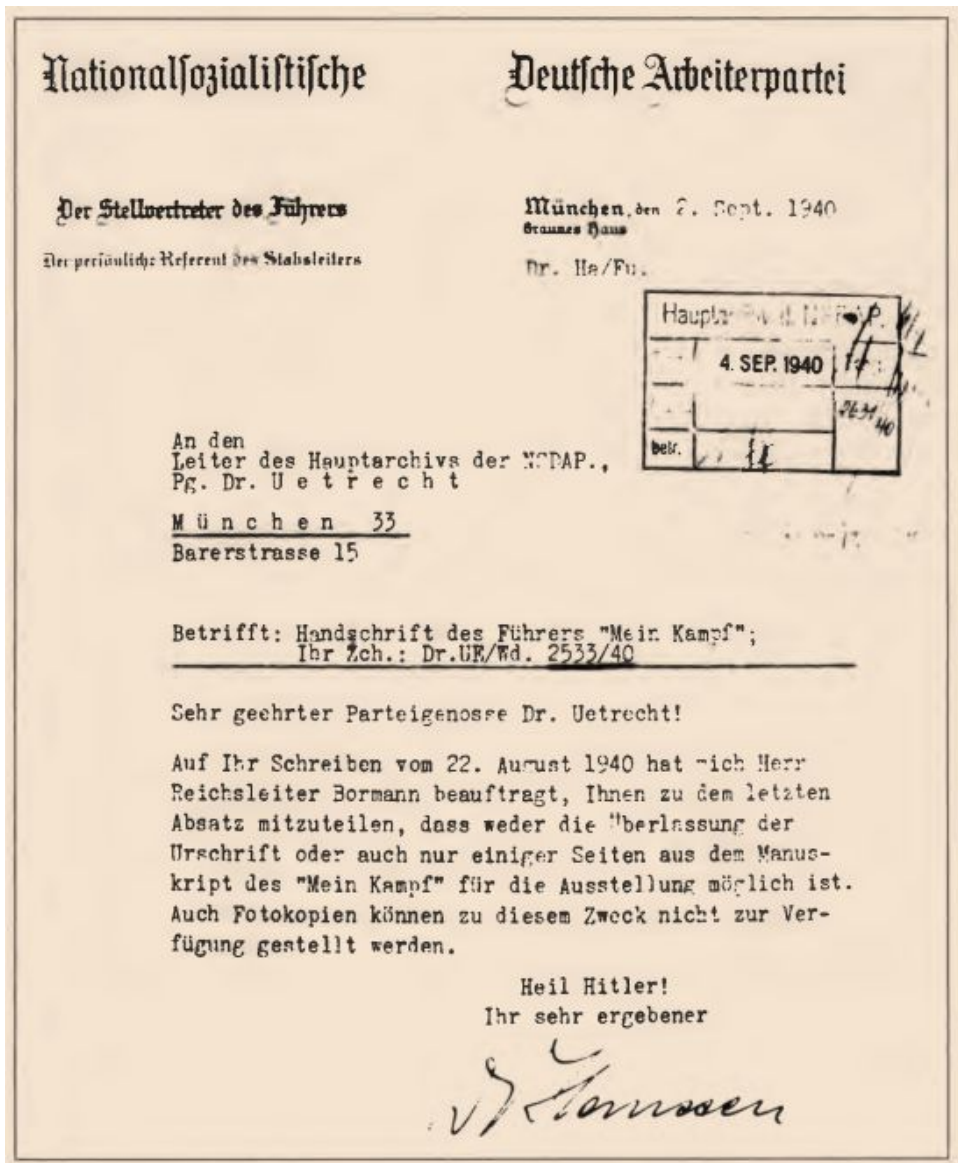 Nationalsozialistische Deutsche Arbeiterpartei
Der Stellvertreter des Führers
München, den 2. Sept. 1940
Braunes Haus
Der persönliche Referent des Stabsleiters
Dr. Ha/Fu.
4. SEP. 1940
2631
40
betr.
An den
Leiter des Hauptarchivs der NSDAP.,
Pg. Dr. U e t r e c h t
M ü n c h e n 33
Barerstrasse 15
Betrifft: Handschrift des Führers "Mein Kampf";
Ihr Zch.: Dr.UE/Wd. 2533/40
Sehr geehrter Parteigenosse Dr. Uetrecht!
Auf Ihr Schreiben vom 22. August 1940 hat mich Herr
Reichsleiter Bormann beauftragt, Ihnen zu dem letzten
Absatz mitzuteilen, dass weder die Überlassung der
Urschrift oder auch nur einiger Seiten aus dem Manus-
kript des "Mein Kampf" für die Ausstellung möglich ist.
Auch Fotokopien können zu diesem Zweck nicht zur Ver-
fügung gestellt werden.
Heil Hitler!
Ihr sehr ergebener